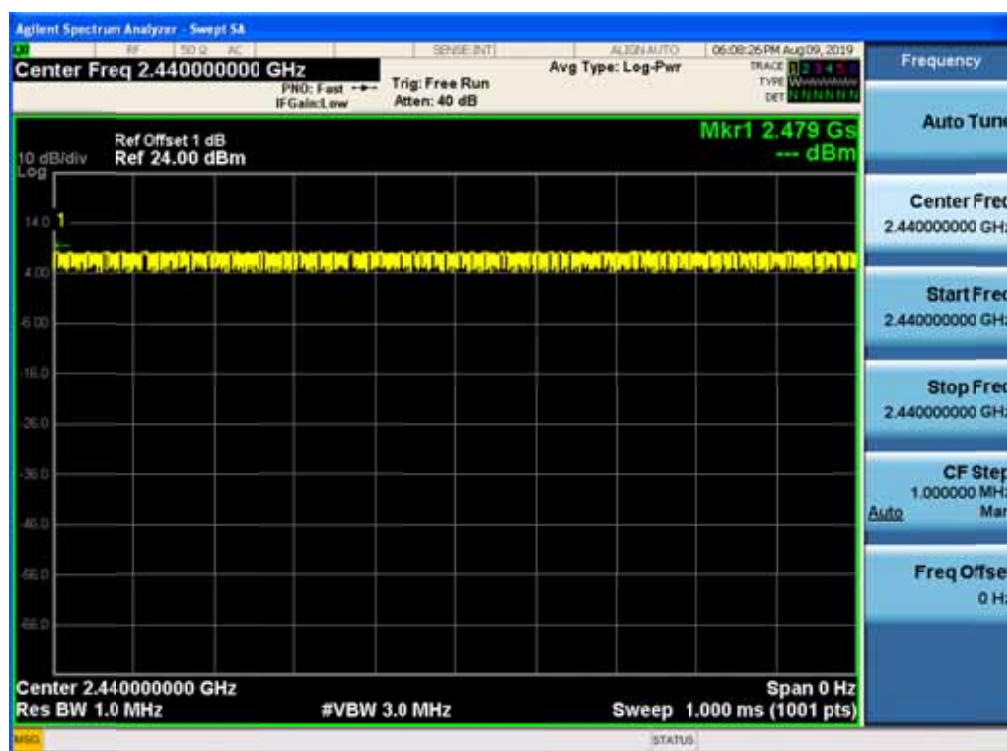 Agilent Spectrum Analyzer - Swept SA
RF 50 Ω AC SENSE:INT ALIGN AUTO 06:08:26 PM Aug 09, 2019
Center Freq 2.440000000 GHz
PNO: Fast
IFGain:Low
Trig: Free Run
Atten: 40 dB
Avg Type: Log-Pwr
TRACE 1 2 3 4 5 6
TYPE
DET N N N N N N
Ref Offset 1 dB
10 dB/div Ref 24.00 dBm
Log
Mkr1 2.479 Gs
--- dBm
14.0
1
4.00
-6.00
-16.0
-26.0
-36.0
-46.0
-56.0
-66.0
Center 2.440000000 GHz Span 0 Hz
Res BW 1.0 MHz #VBW 3.0 MHz Sweep 1.000 ms (1001 pts)
MSG STATUS
Frequency
Auto Tune
Center Freq
2.440000000 GHz
Start Freq
2.440000000 GHz
Stop Freq
2.440000000 GHz
CF Step
1.000000 MHz
Auto Man
Freq Offset
0 Hz